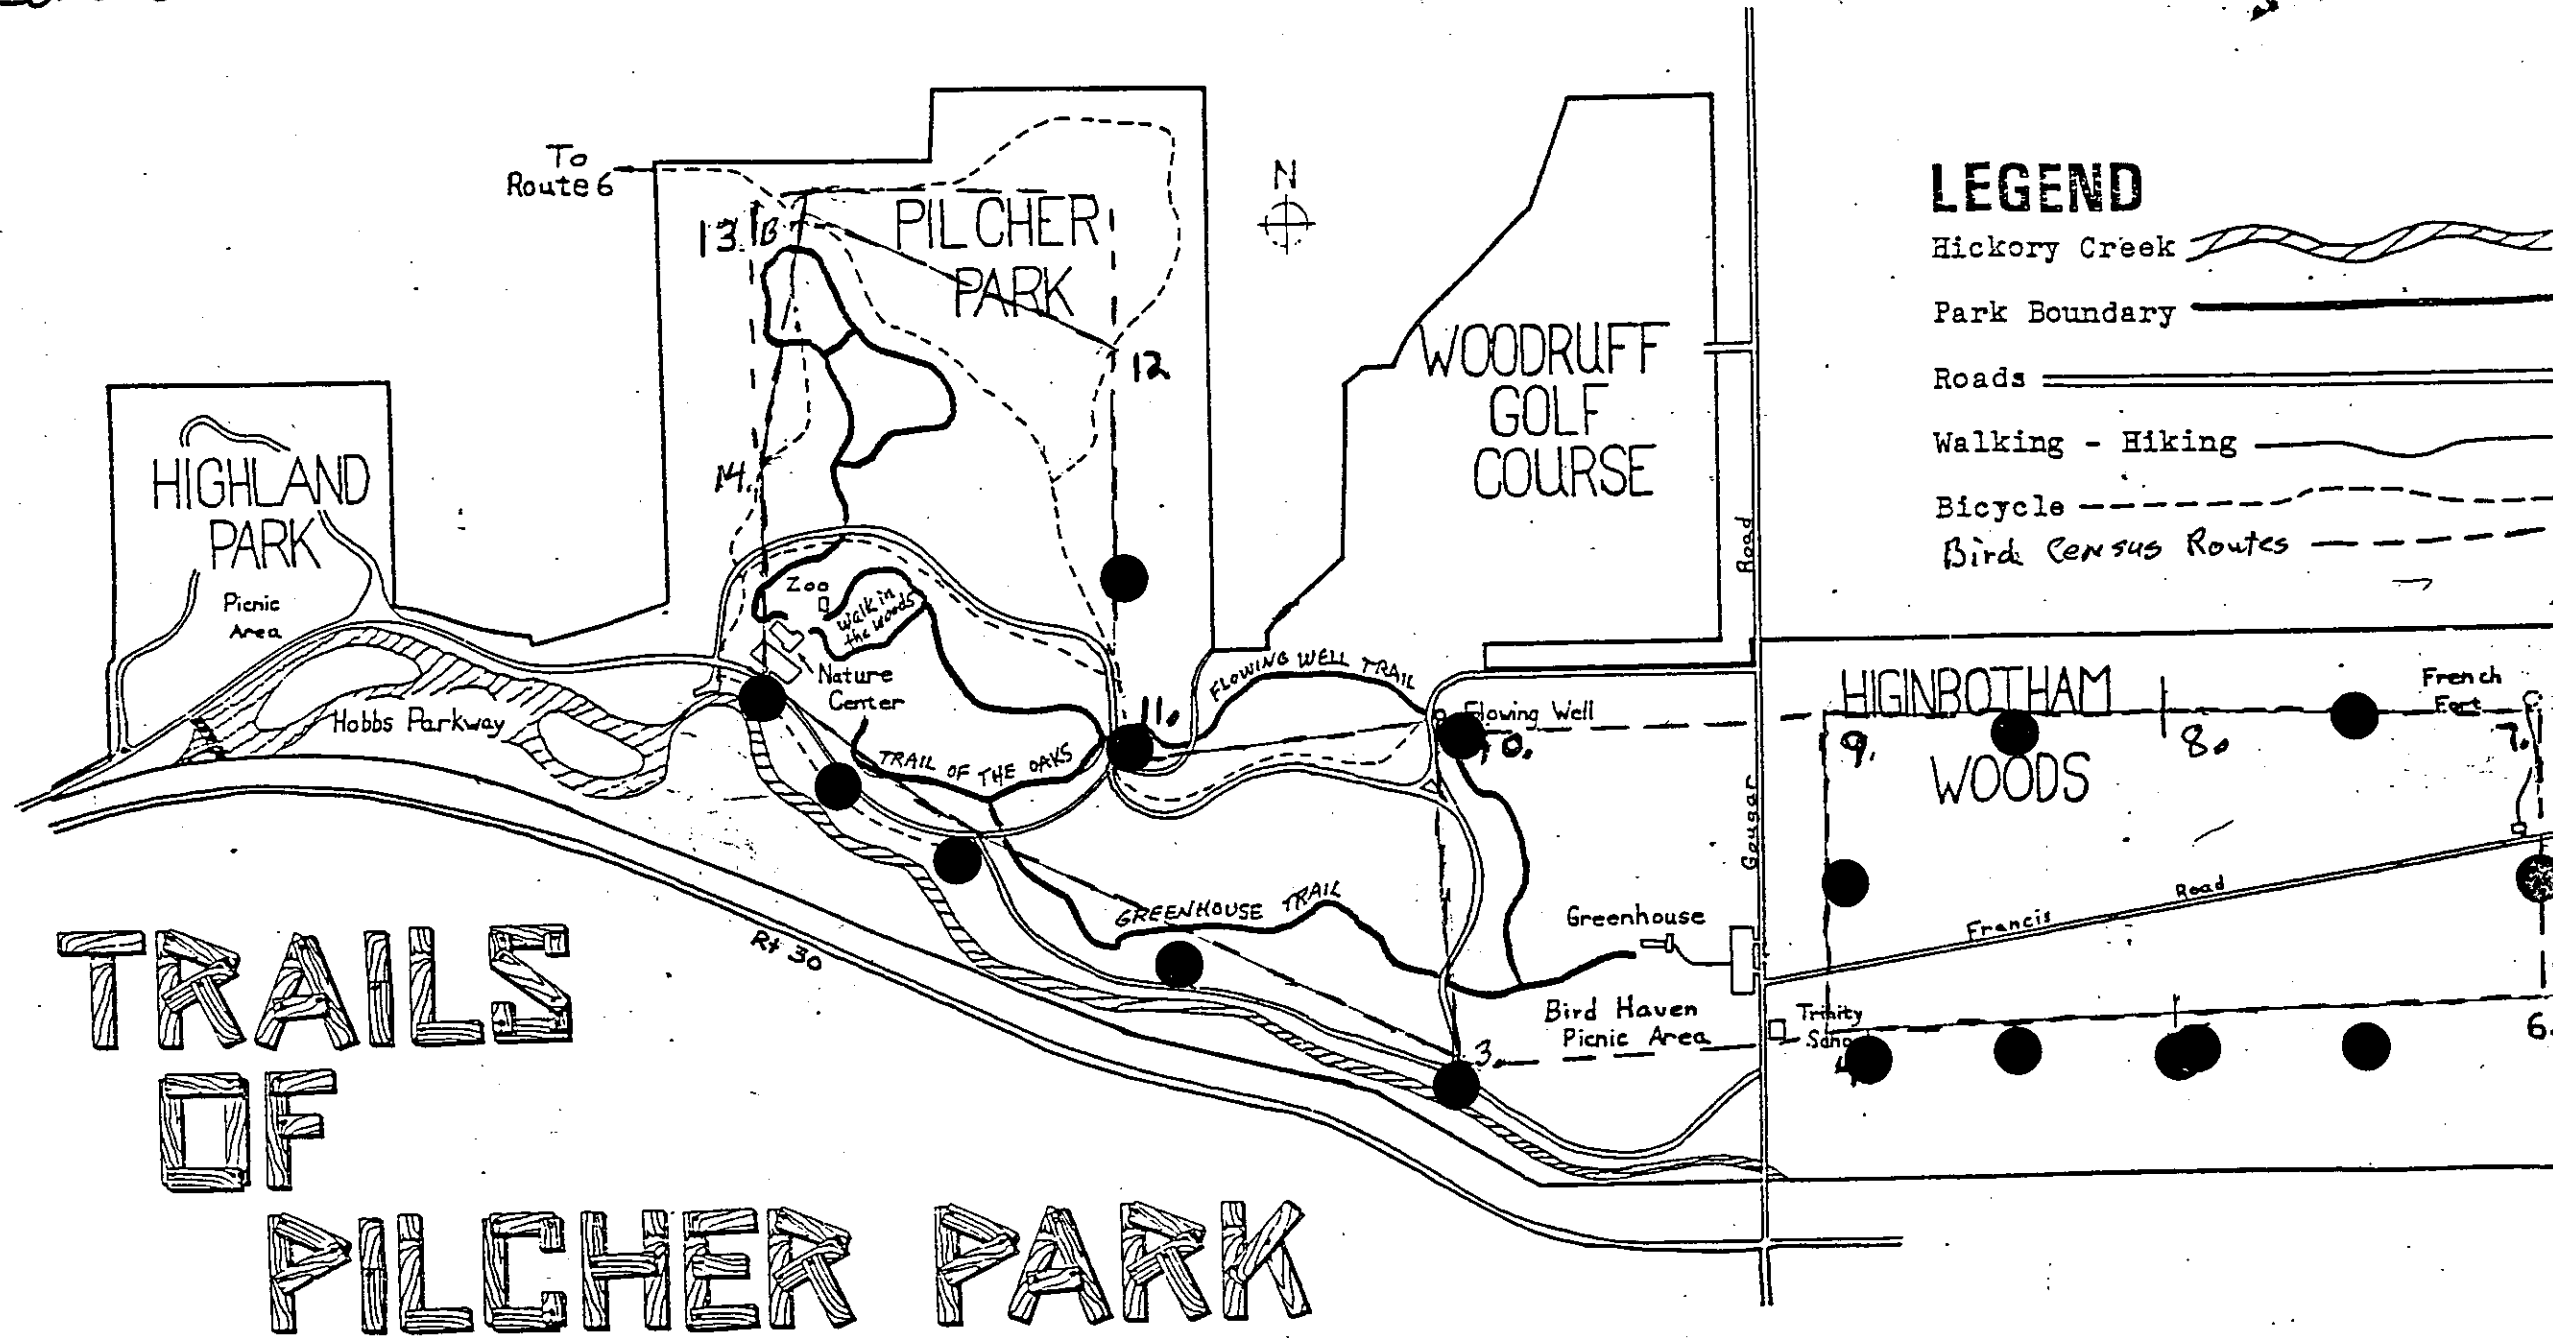 To
Route 6
N
13.
B
PILCHER
PARK
12
14.
HIGHLAND
PARK
Picnic
Area
WOODRUFF
GOLF
COURSE
Road
LEGEND
Hickory Creek
Park Boundary
Roads
Walking - Hiking
Bicycle
Bird Census Routes
Zoo
Walk in
the woods
Nature
Center
Hobbs Parkway
TRAIL OF THE OAKS
11.
FLOWING WELL TRAIL
Flowing Well
10.
HIGINBOTHAM
WOODS
French
Fort
9.
8.
7.
Gougar
GREENHOUSE TRAIL
Greenhouse
Francis Road
Rt 30
Bird Haven
Picnic Area
Trinity
3.
6.
TRAILS
OF
PILCHER PARK